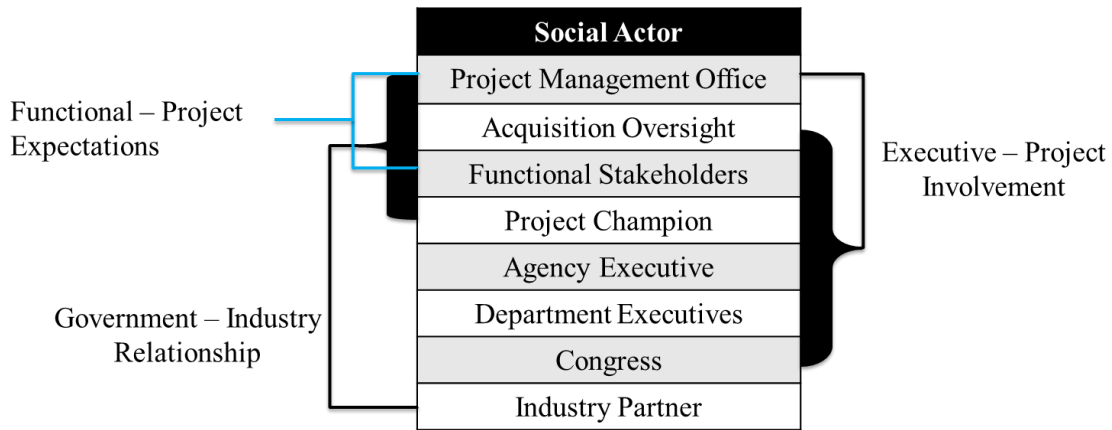 Social Actor
Project Management Office
Acquisition Oversight
Functional Stakeholders
Project Champion
Agency Executive
Department Executives
Congress
Industry Partner
Functional – Project
Expectations
Government – Industry
Relationship
Executive – Project
Involvement